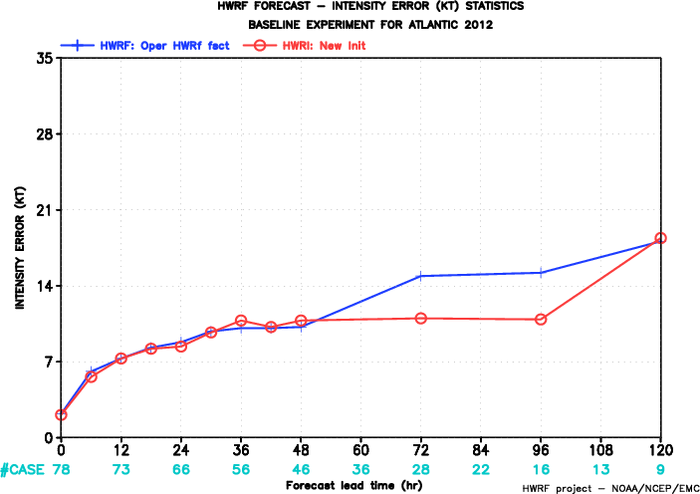 HWRF FORECAST – INTENSITY ERROR (KT) STATISTICS
BASELINE EXPERIMENT FOR ATLANTIC 2012
HWRF: Oper HWRf fact HWRI: New Init
35
28
21
14
7
0
INTENSITY ERROR (KT)
0 12 24 36 48 60 72 84 96 108 120
#CASE 78 73 66 56 46 36 28 22 16 13 9
Forecast lead time (hr)
HWRF project – NOAA/NCEP/EMC